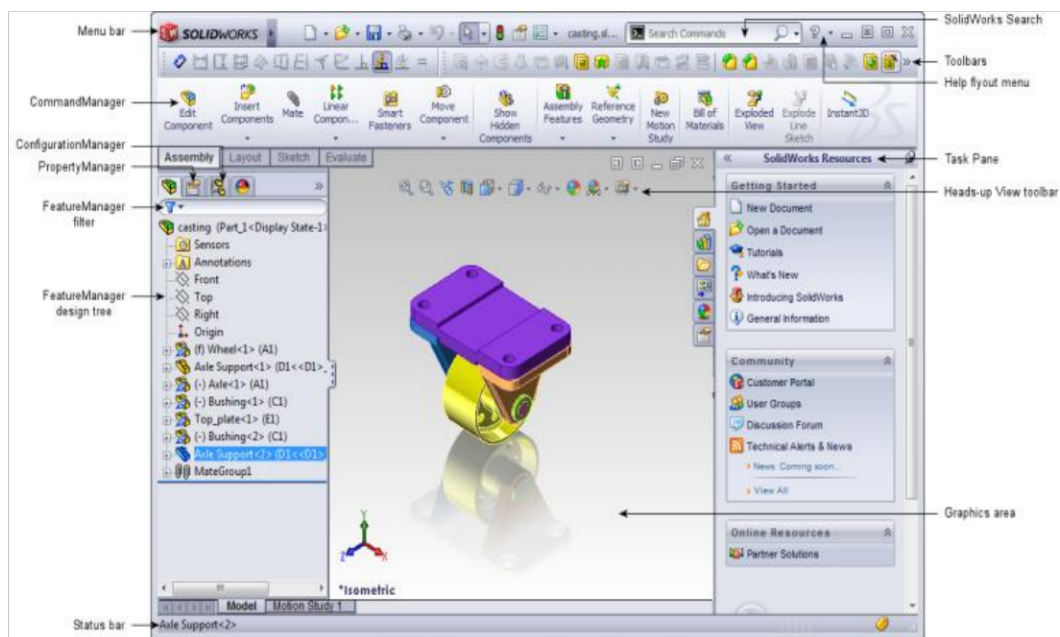 Menu bar
SOLIDWORKS
casting.sl...
Search Commands
SolidWorks Search
Toolbars
Help flyout menu
CommandManager
Edit Component
Insert Components
Mate
Linear Compon...
Smart Fasteners
Move Component
Show Hidden Components
Assembly Features
Reference Geometry
New Motion Study
Bill of Materials
Exploded View
Explode Line Sketch
Instant3D
ConfigurationManager
PropertyManager
Assembly
Layout
Sketch
Evaluate
SolidWorks Resources
Task Pane
Heads-up View toolbar
FeatureManager
filter
casting (Part_1<Display State-1>
Sensors
Annotations
Front
FeatureManager
design tree
Top
Right
Origin
(f) Wheel<1> (A1)
Axle Support<1> (D1<<D1>_
(-) Axle<1> (A1)
(-) Bushing<1> (C1)
Top_plate<1> (E1)
(-) Bushing<2> (C1)
Axle Support<2> (D1<<D1>
MateGroup1
Y
Z
X
*Isometric
Getting Started
New Document
Open a Document
Tutorials
What's New
Introducing SolidWorks
General Information
Community
Customer Portal
User Groups
Discussion Forum
Technical Alerts & News
News: Coming soon...
View All
Graphics area
Online Resources
Partner Solutions
Model
Motion Study 1
Status bar
Axle Support<2>